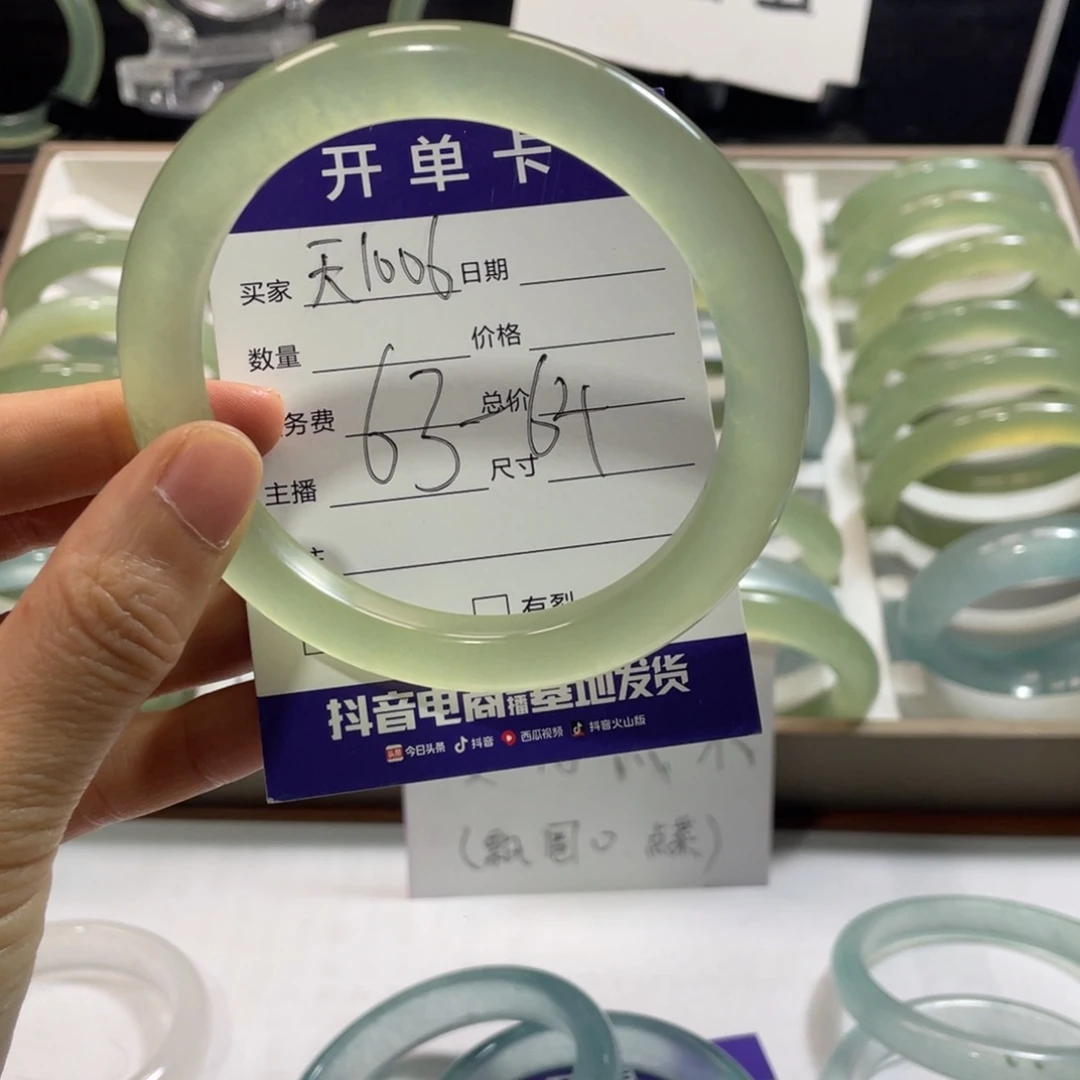 开单卡
买家 天1006 日期
数量 价格
务费 总价
63-64
主播 尺寸
有裂
抖音电商直播基地发货
今日头条 抖音 西瓜视频 抖音火山版